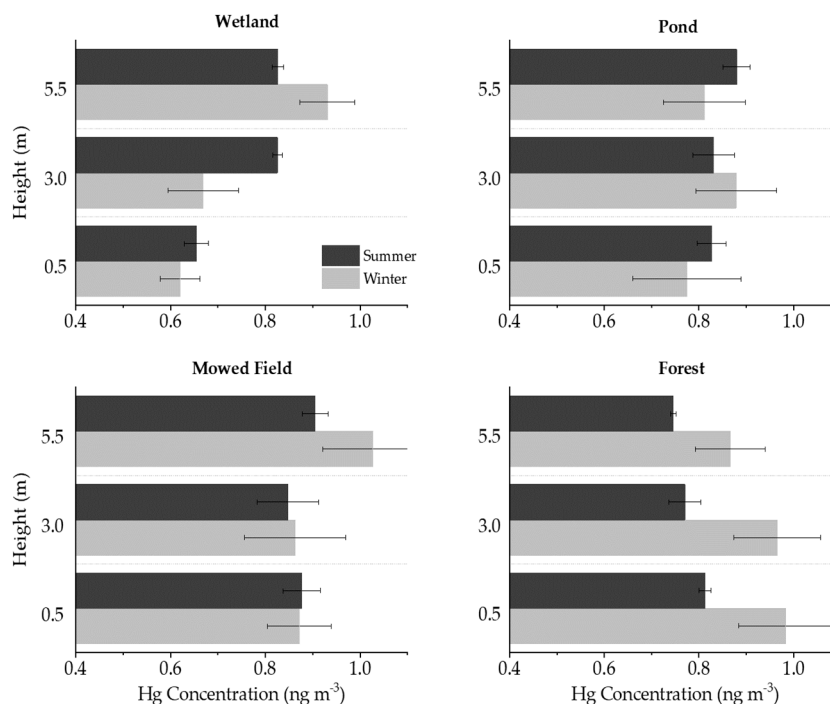 Wetland
Height (m)
5.5
3.0
0.5
Summer
Winter
0.4 0.6 0.8 1.0
Pond
5.5
3.0
0.5
0.4 0.6 0.8 1.0
Mowed Field
Height (m)
5.5
3.0
0.5
0.4 0.6 0.8 1.0
Hg Concentration (ng m⁻³)
Forest
5.5
3.0
0.5
0.4 0.6 0.8 1.0
Hg Concentration (ng m⁻³)